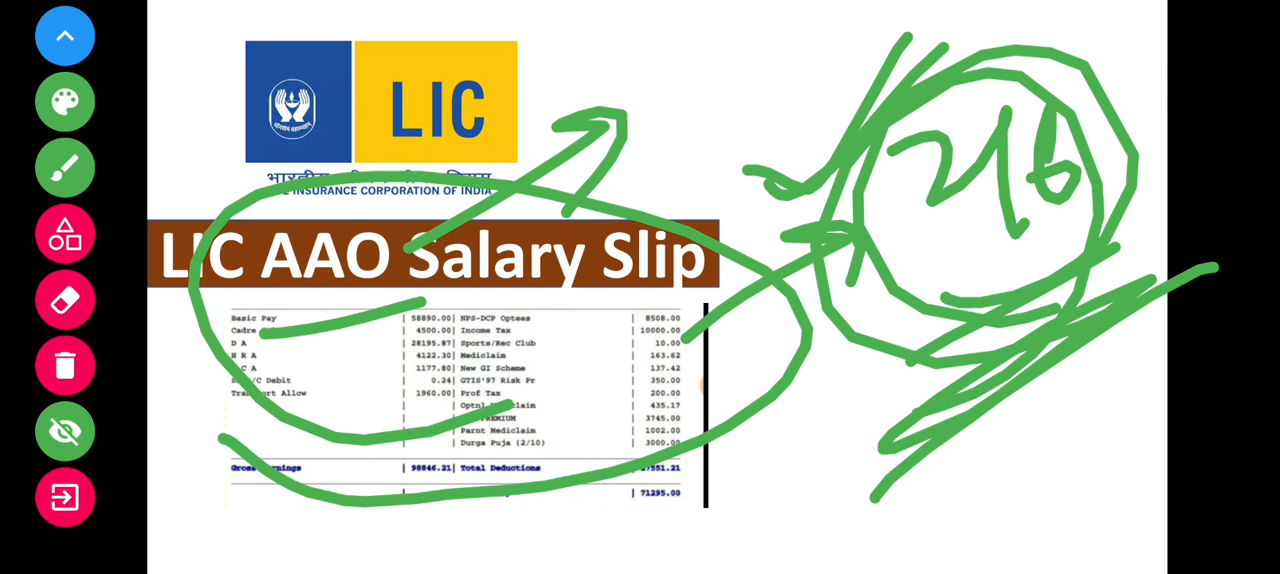 LIC
भारतीय जीवन बीमा निगम
INSURANCE CORPORATION OF INDIA
LIC AAO Salary Slip
Basic Pay | 58890.00| NPS-DCP Optees | 8508.00
Cadre | 4500.00| Income Tax | 10000.00
D A | 28195.87| Sports/Rec Club | 10.00
H R A | 4122.30| Mediclaim | 163.62
C A | 1177.80| New GI Scheme | 137.42
/C Debit | 0.24| GTIS'97 Risk Pr | 350.00
Transport Allow | 1960.00| Prof Tax | 200.00
| Optnl Mediclaim | 435.17
| PREMIUM | 3745.00
| Parnt Mediclaim | 1002.00
| Durga Puja (2/10) | 3000.00
Gross Earnings | 98846.21| Total Deductions | 27551.21
| 71295.00